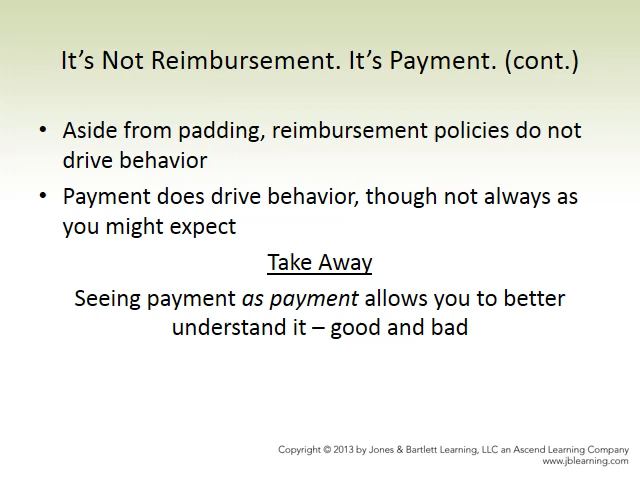 It’s Not Reimbursement. It’s Payment. (cont.)
• Aside from padding, reimbursement policies do not
drive behavior
• Payment does drive behavior, though not always as
you might expect
Take Away
Seeing payment as payment allows you to better
understand it – good and bad
Copyright © 2013 by Jones & Bartlett Learning, LLC an Ascend Learning Company
www.jblearning.com